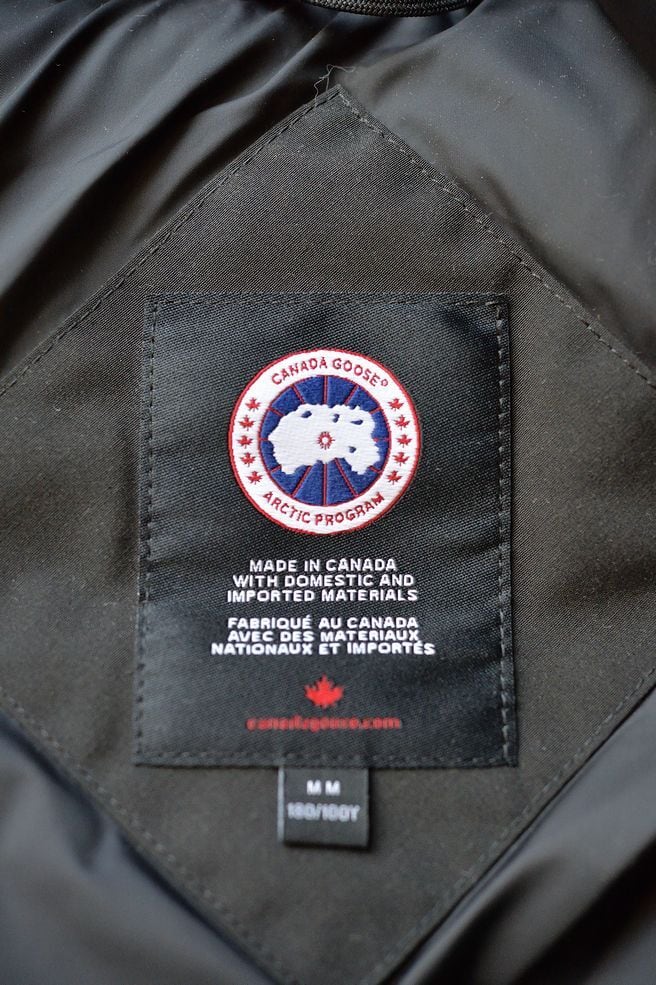 CANADA GOOSE®
ARCTIC PROGRAM
MADE IN CANADA
WITH DOMESTIC AND
IMPORTED MATERIALS
FABRIQUÉ AU CANADA
AVEC DES MATERIAUX
NATIONAUX ET IMPORTÉS
canadagoose.com
M M
180/100Y